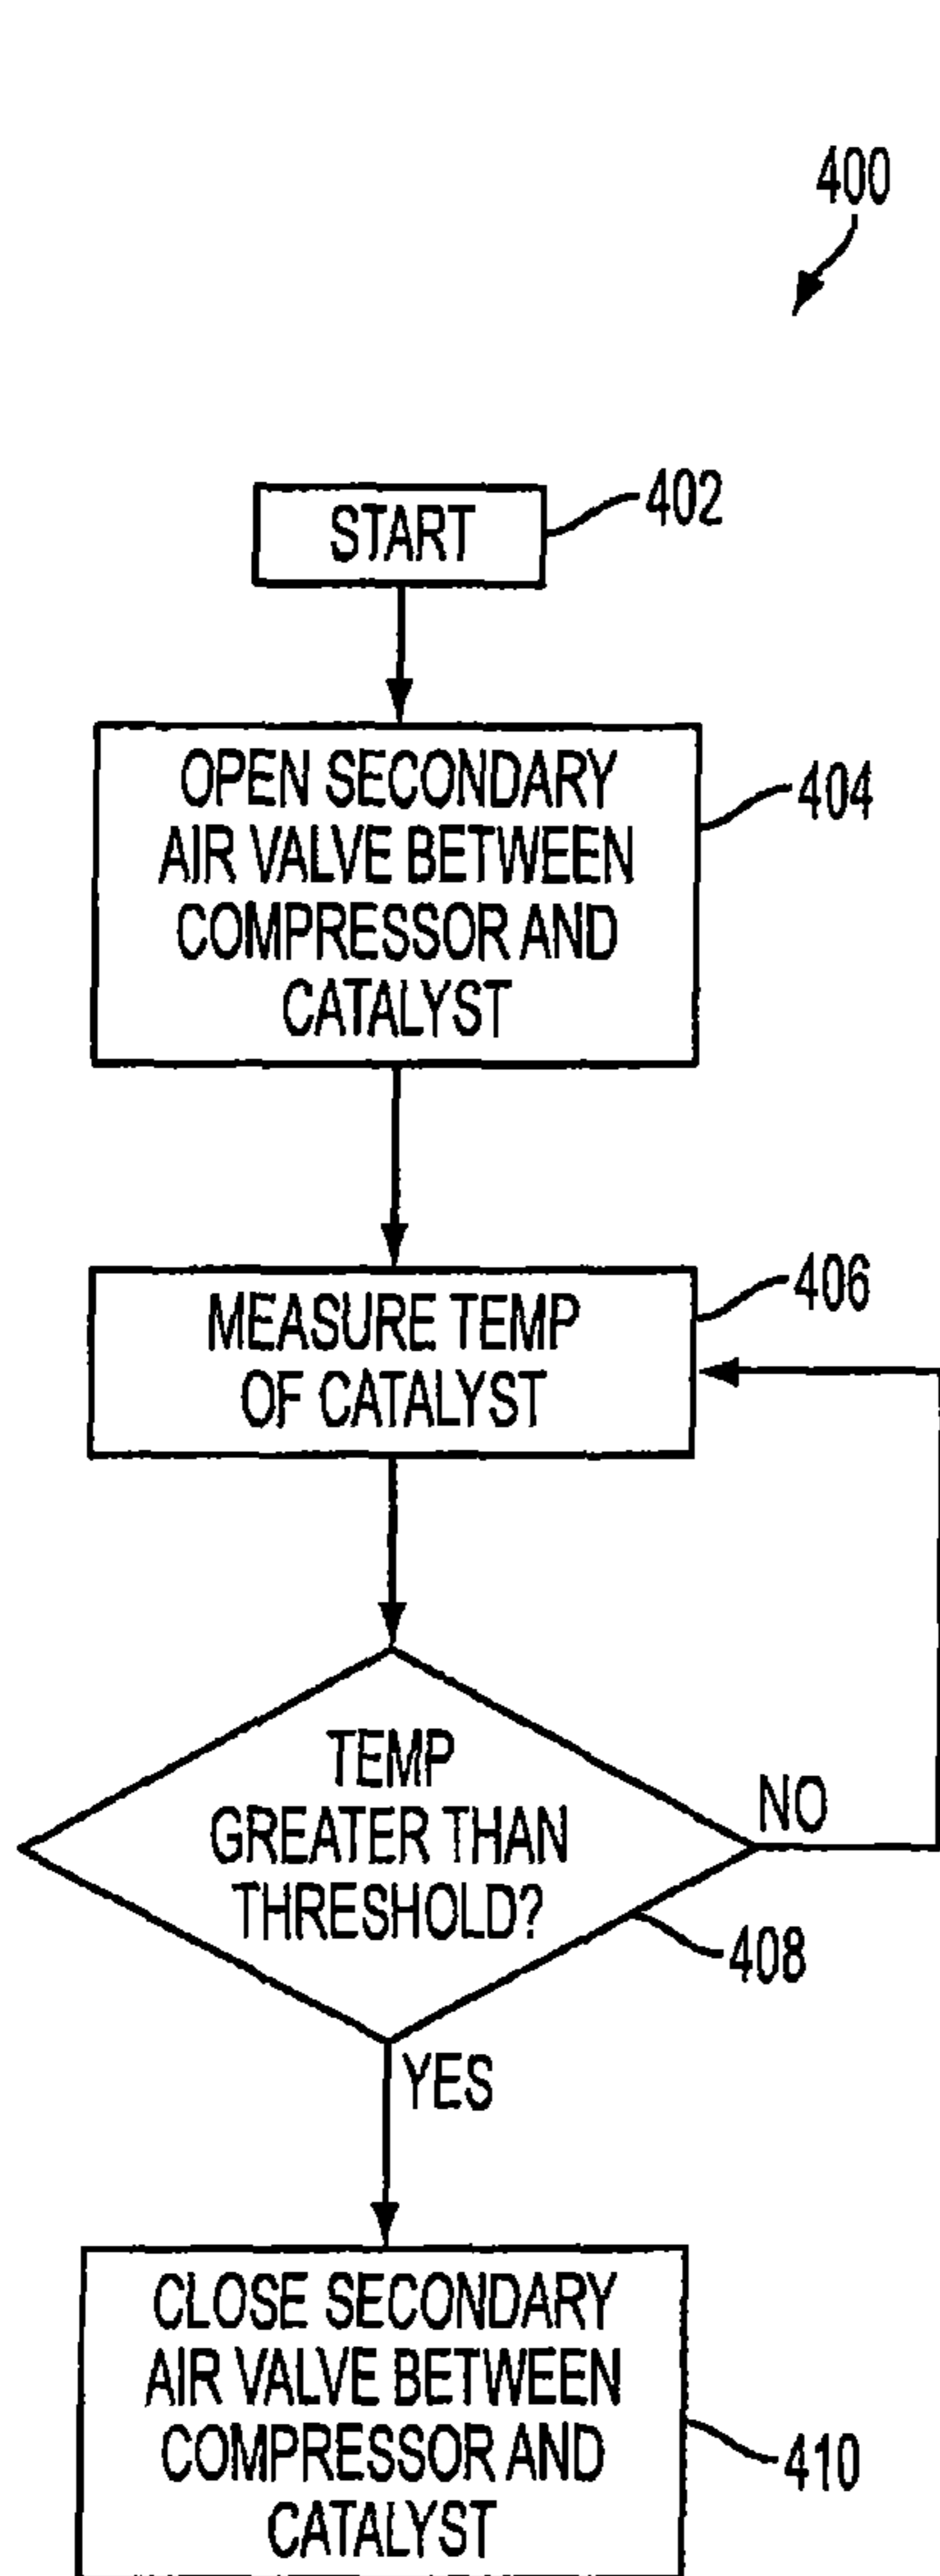 400
START
402
OPEN SECONDARY
AIR VALVE BETWEEN
COMPRESSOR AND
CATALYST
404
MEASURE TEMP
OF CATALYST
406
TEMP
GREATER THAN
THRESHOLD?
NO
408
YES
CLOSE SECONDARY
AIR VALVE BETWEEN
COMPRESSOR AND
CATALYST
410